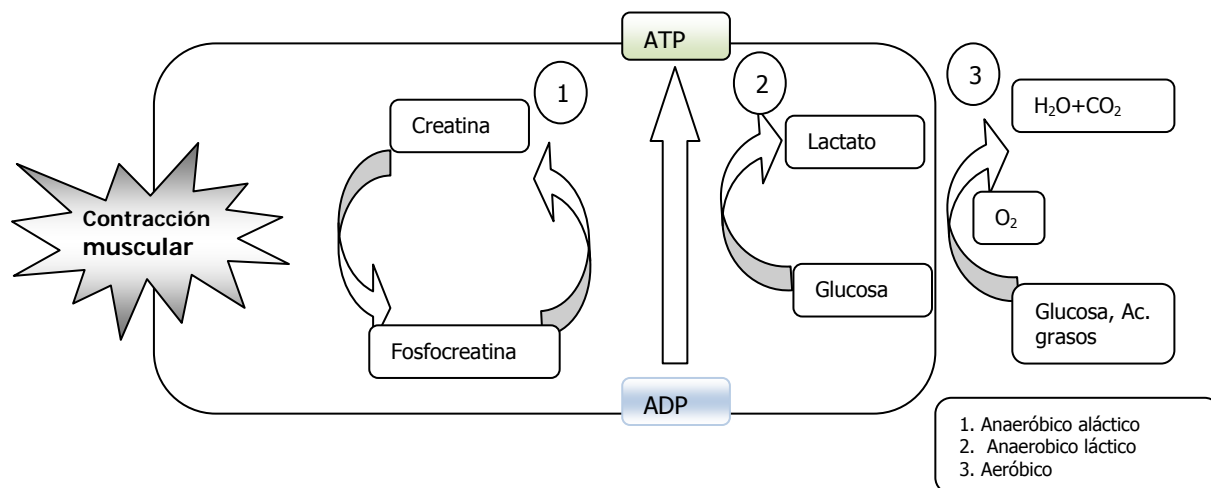 ATP
1
2
3
Creatina
Lactato
H₂O+CO₂
Contracción
muscular
O₂
Glucosa
Fosfocreatina
Glucosa, Ac.
grasos
ADP
1. Anaeróbico aláctico
2. Anaerobico láctico
3. Aeróbico